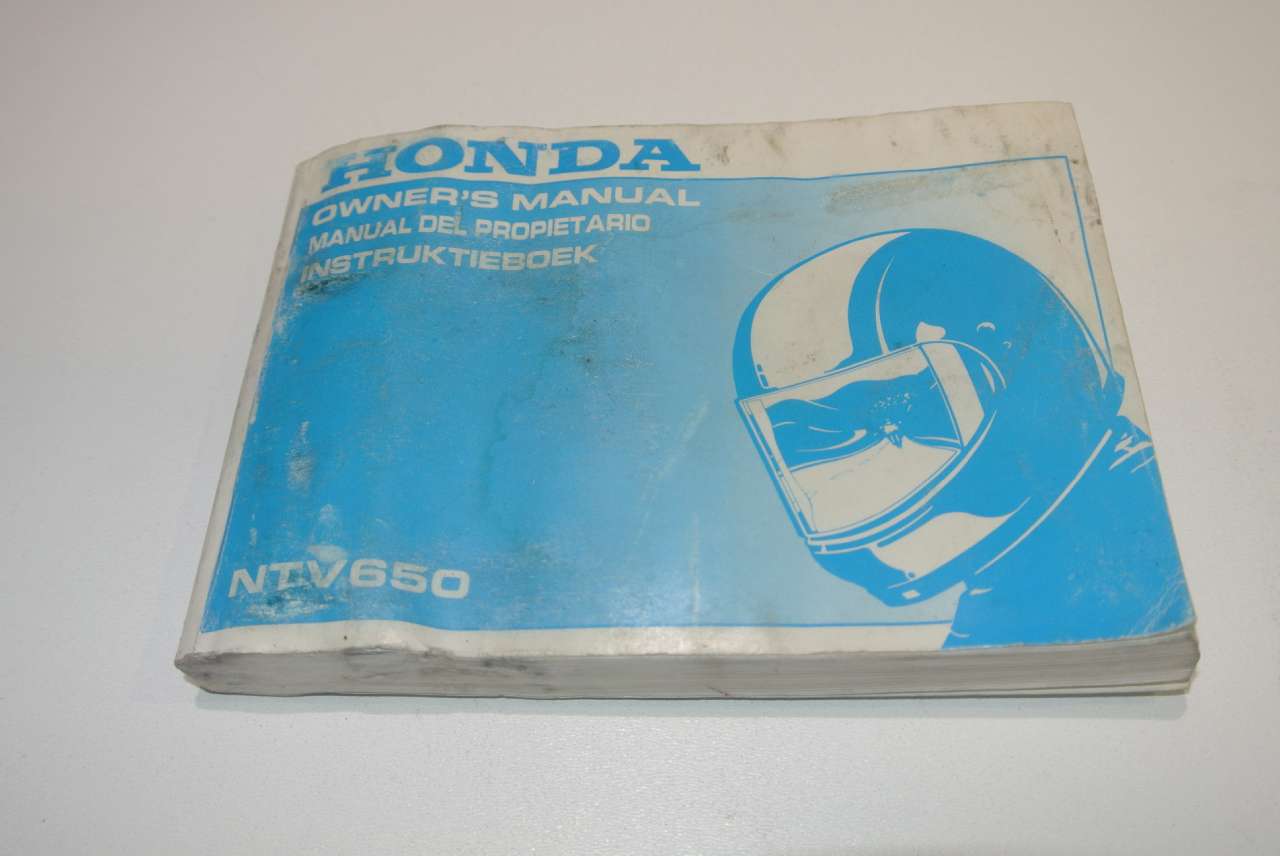 HONDA
OWNER'S MANUAL
MANUAL DEL PROPIETARIO
INSTRUKTIEBOEK
NTV650